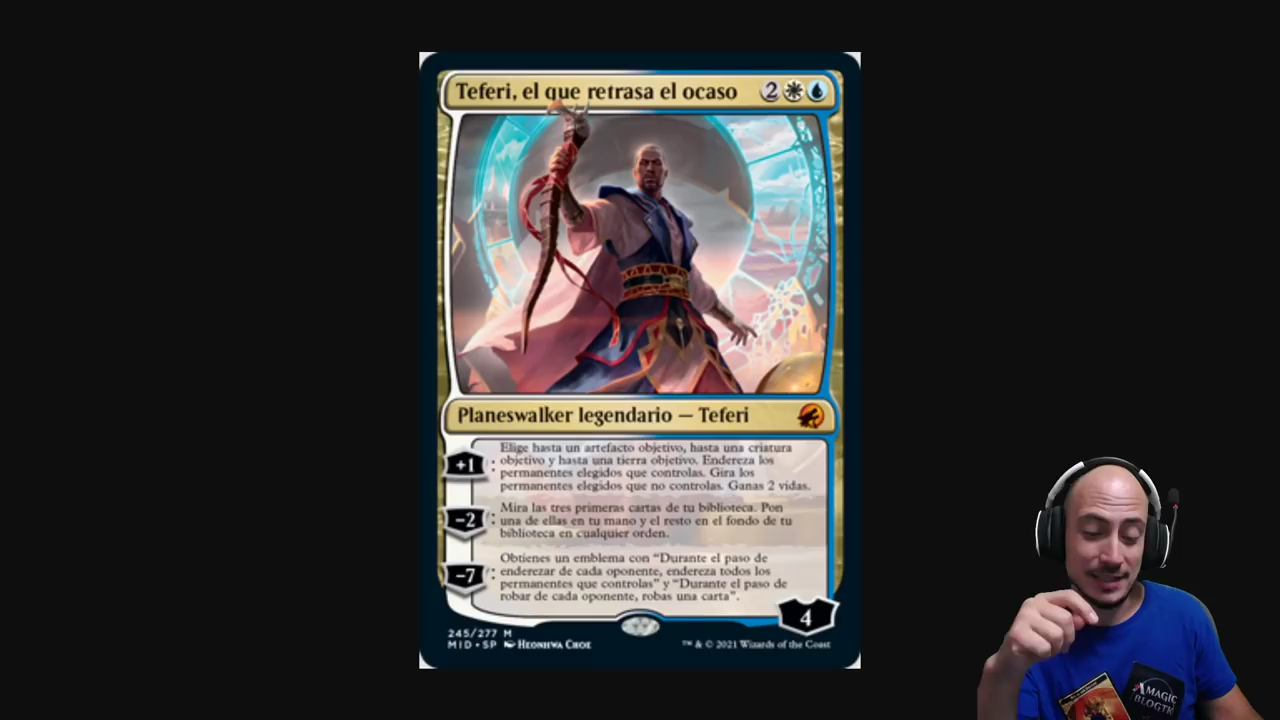 Teferi, el que retrasa el ocaso 2
Planeswalker legendario — Teferi
+1: Elige hasta un artefacto objetivo, hasta una criatura
objetivo y hasta una tierra objetivo. Endereza los
permanentes elegidos que controlas. Gira los
permanentes elegidos que no controlas. Ganas 2 vidas.
−2: Mira las tres primeras cartas de tu biblioteca. Pon
una de ellas en tu mano y el resto en el fondo de tu
biblioteca en cualquier orden.
−7: Obtienes un emblema con “Durante el paso de
enderezar de cada oponente, endereza todos los
permanentes que controlas” y “Durante el paso de
robar de cada oponente, robas una carta”.
4
245/277 M
MID • SP HEONHWA CHOE
™ & © 2021 Wizards of the Coast
MAGIC